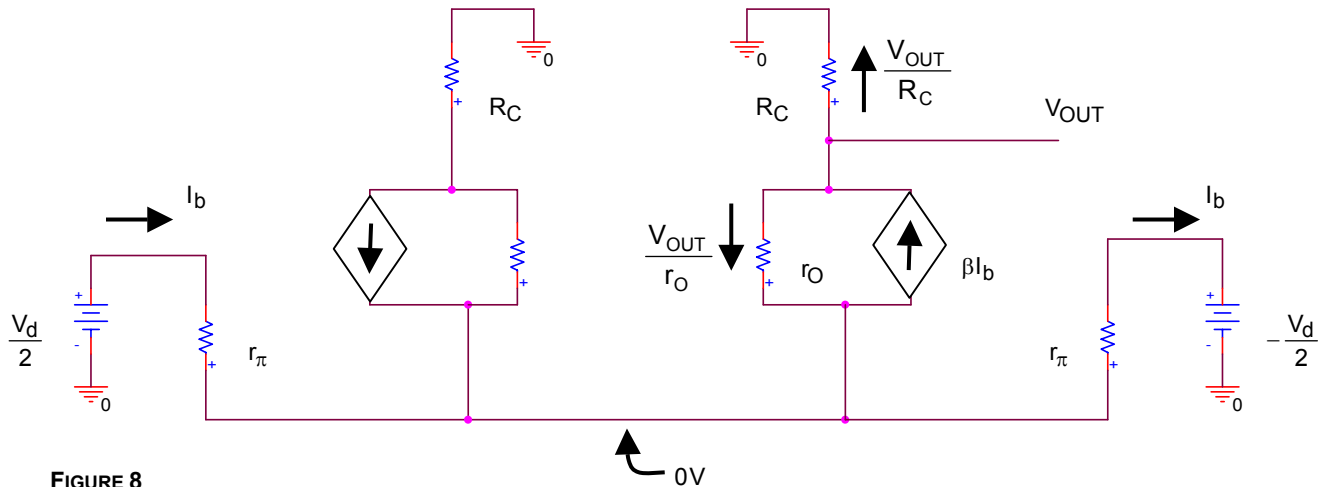 0
0
V_OUT
R_C
R_C
R_C
V_OUT
I_b
I_b
V_OUT
r_O
r_O
βI_b
+
-
V_d
2
r_π
r_π
+
-
- V_d
2
+
+
+
+
+
+
0
0
0V
FIGURE 8